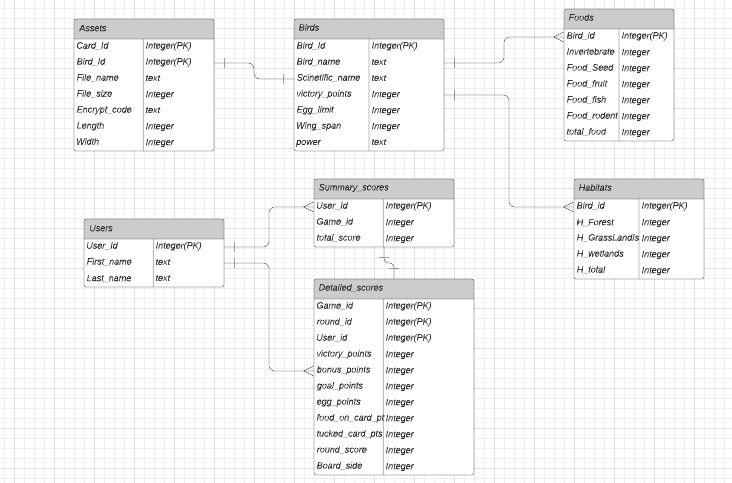 Assets
Card_Id Integer(PK)
Bird_Id Integer(PK)
File_name text
File_size Integer
Encrypt_code text
Length Integer
Width Integer
Birds
Bird_Id Integer(PK)
Bird_name text
Scinetific_name text
victory_points Integer
Egg_limit Integer
Wing_span Integer
power text
Foods
Bird_id Integer(PK)
Invertebrate Integer
Food_Seed Integer
Food_fruit Integer
Food_fish Integer
Food_rodent Integer
total_food Integer
Habitats
Bird_id Integer(PK)
H_Forest Integer
H_GrassLandls Integer
H_wetlands Integer
H_total Integer
Users
User_Id Integer(PK)
First_name text
Last_name text
Summary_scores
User_Id Integer(PK)
Game_id Integer
total_score Integer
Detailed_scores
Game_id Integer(PK)
round_id Integer(PK)
User_id Integer(PK)
victory_points Integer
bonus_points Integer
goal_points Integer
egg_points Integer
food_on_card_pt Integer
tucked_card_pts Integer
round_score Integer
Board_side Integer